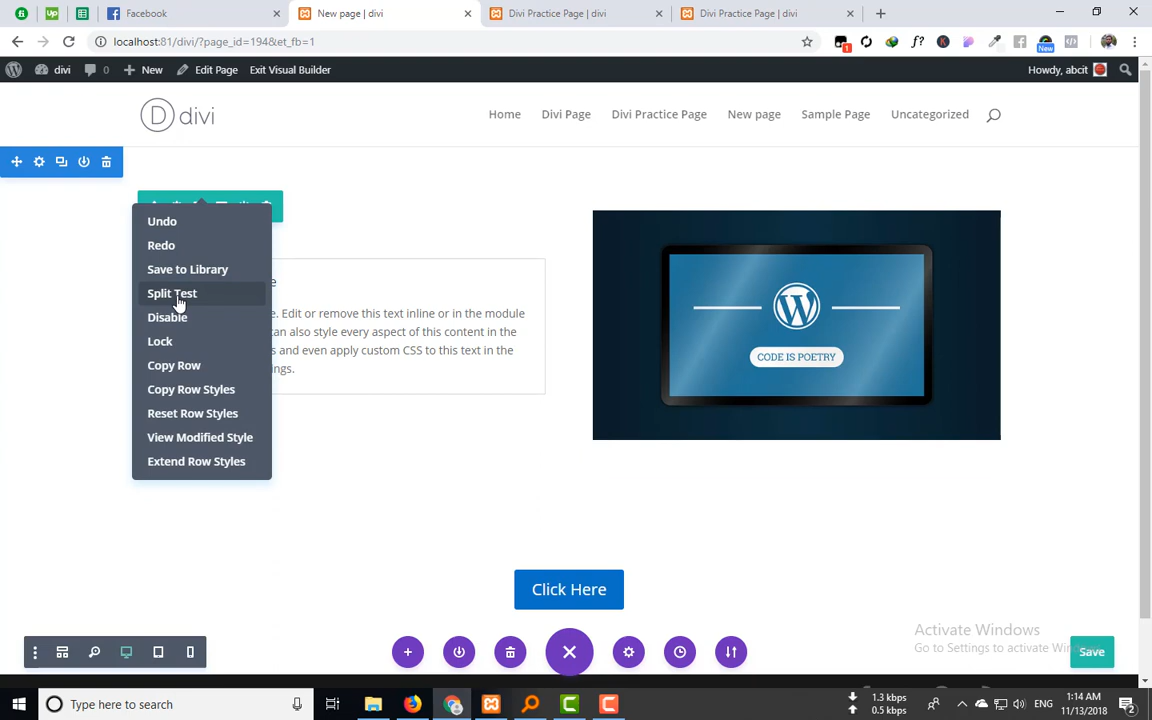 Facebook
New page | divi
Divi Practice Page | divi
Divi Practice Page | divi
localhost:81/divi/?page_id=194&et_fb=1
1
New
divi
0
New
Edit Page
Exit Visual Builder
Howdy, abcit
D divi
Home
Divi Page
Divi Practice Page
New page
Sample Page
Uncategorized
Undo
Redo
Save to Library
Split Test
Disable
Lock
Copy Row
Copy Row Styles
Reset Row Styles
View Modified Style
Extend Row Styles
e. Edit or remove this text inline or in the module
can also style every aspect of this content in the
s and even apply custom CSS to this text in the
ngs.
CODE IS POETRY
Click Here
Activate Windows
Go to Settings to activate Win
Save
Type here to search
1.3 kbps
0.5 kbps
ENG
1:14 AM
11/13/2018
2